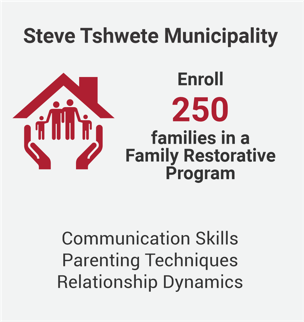 Steve Tshwete Municipality
Enroll
250
families in a
Family Restorative
Program
Communication Skills
Parenting Techniques
Relationship Dynamics